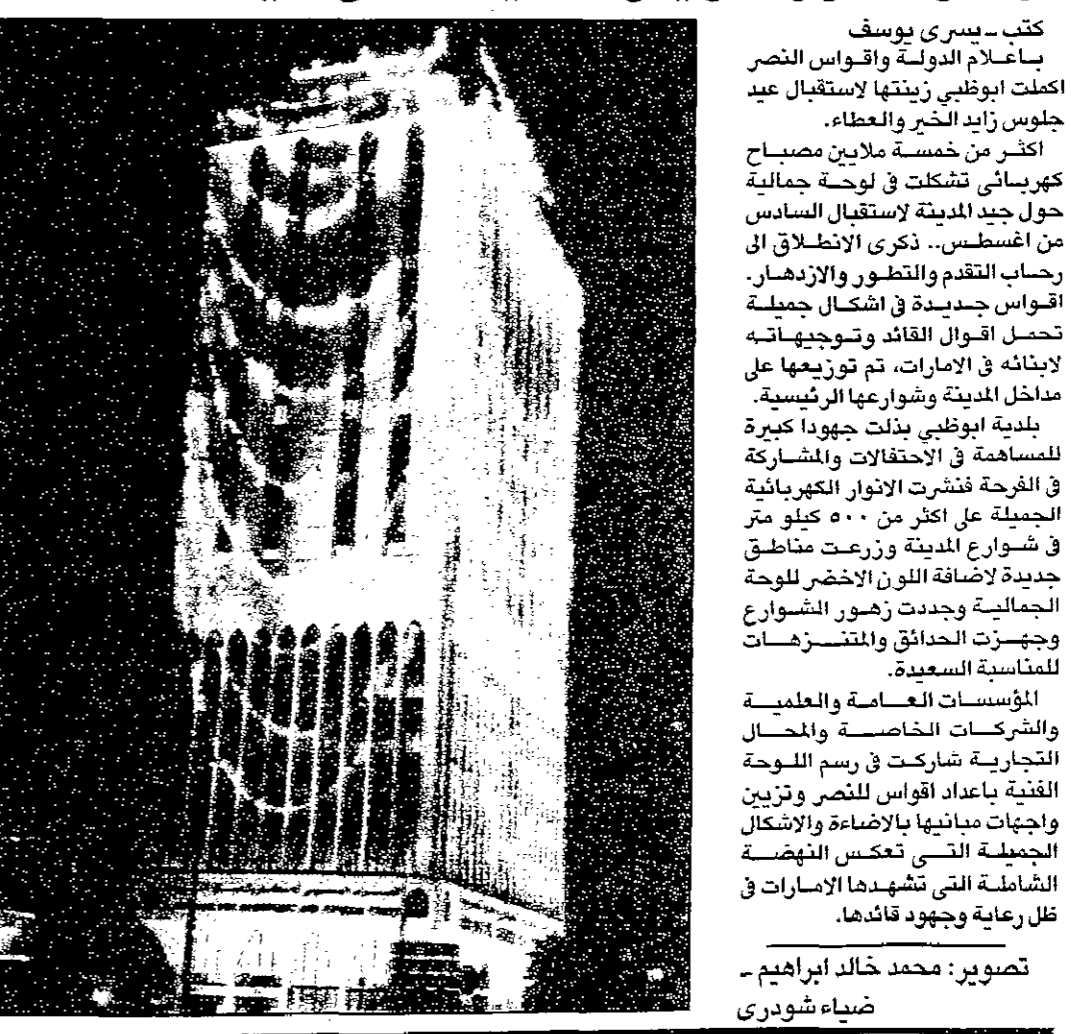 كتب ـ يسرى يوسف
باعلام الدولة واقواس النصر
اكملت ابوظبي زينتها لاستقبال عيد
جلوس زايد الخير والعطاء.
اكثر من خمسة ملايين مصباح
كهربائى تشكلت في لوحة جمالية
حول جيد المدينة لاستقبال السادس
من اغسطس.. ذكرى الانطلاق الى
رحاب التقدم والتطور والازدهار.
اقواس جديدة في اشكال جميلة
تحمل اقوال القائد وتوجيهاته
لابنائه في الامارات، تم توزيعها على
مداخل المدينة وشوارعها الرئيسية.
بلدية ابوظبي بذلت جهودا كبيرة
للمساهمة في الاحتفالات والمشاركة
في الفرحة فنشرت الانوار الكهربائية
الجميلة على اكثر من ٥٠٠ كيلو متر
في شوارع المدينة وزرعت مناطق
جديدة لاضافة اللون الاخضر للوحة
الجمالية وجددت زهور الشوارع
وجهزت الحدائق والمتنزهات
للمناسبة السعيدة.
المؤسسات العامة والعلمية
والشركات الخاصة والمحال
التجارية شاركت في رسم اللوحة
الفنية باعداد اقواس للنصر وتزيين
واجهات مبانيها بالاضاءة والاشكال
الجميلة التى تعكس النهضة
الشاملة التي تشهدها الامارات في
ظل رعاية وجهود قائدها.
تصوير: محمد خالد ابراهيم ـ
ضياء شودرى